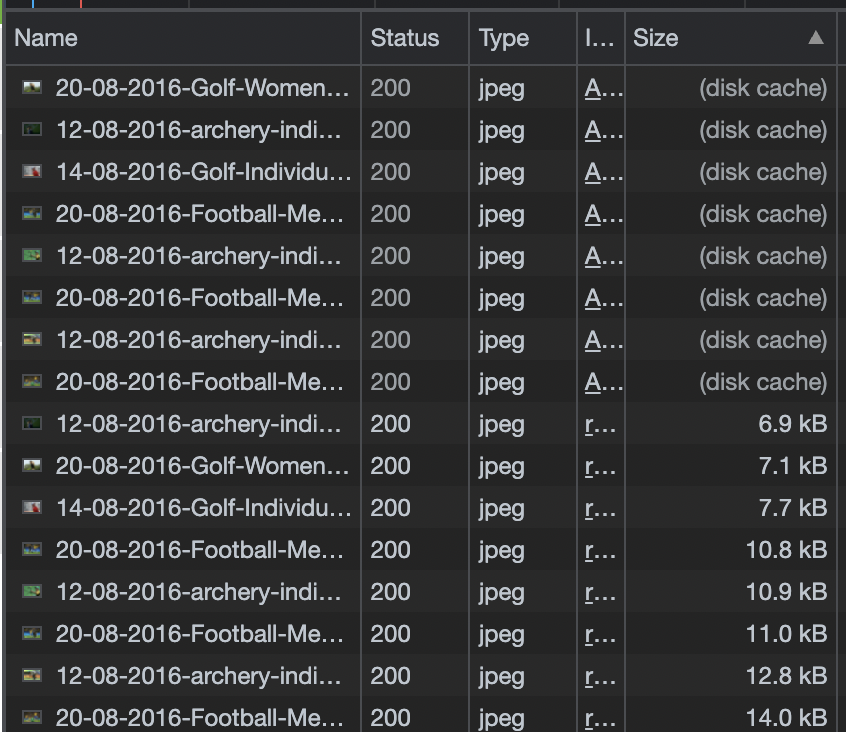 Name Status Type I... Size ▲
20-08-2016-Golf-Women... 200 jpeg A... (disk cache)
12-08-2016-archery-indi... 200 jpeg A... (disk cache)
14-08-2016-Golf-Individu... 200 jpeg A... (disk cache)
20-08-2016-Football-Me... 200 jpeg A... (disk cache)
12-08-2016-archery-indi... 200 jpeg A... (disk cache)
20-08-2016-Football-Me... 200 jpeg A... (disk cache)
12-08-2016-archery-indi... 200 jpeg A... (disk cache)
20-08-2016-Football-Me... 200 jpeg A... (disk cache)
12-08-2016-archery-indi... 200 jpeg r... 6.9 kB
20-08-2016-Golf-Women... 200 jpeg r... 7.1 kB
14-08-2016-Golf-Individu... 200 jpeg r... 7.7 kB
20-08-2016-Football-Me... 200 jpeg r... 10.8 kB
12-08-2016-archery-indi... 200 jpeg r... 10.9 kB
20-08-2016-Football-Me... 200 jpeg r... 11.0 kB
12-08-2016-archery-indi... 200 jpeg r... 12.8 kB
20-08-2016-Football-Me... 200 jpeg r... 14.0 kB